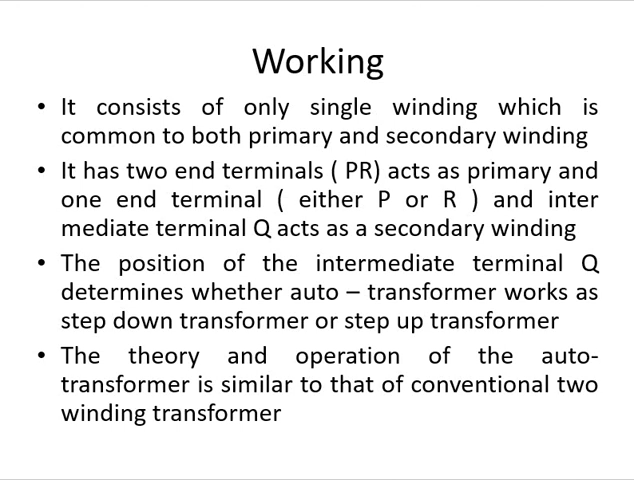 Working
• It consists of only single winding which is
common to both primary and secondary winding
• It has two end terminals ( PR) acts as primary and
one end terminal ( either P or R ) and inter
mediate terminal Q acts as a secondary winding
• The position of the intermediate terminal Q
determines whether auto – transformer works as
step down transformer or step up transformer
• The theory and operation of the auto-
transformer is similar to that of conventional two
winding transformer